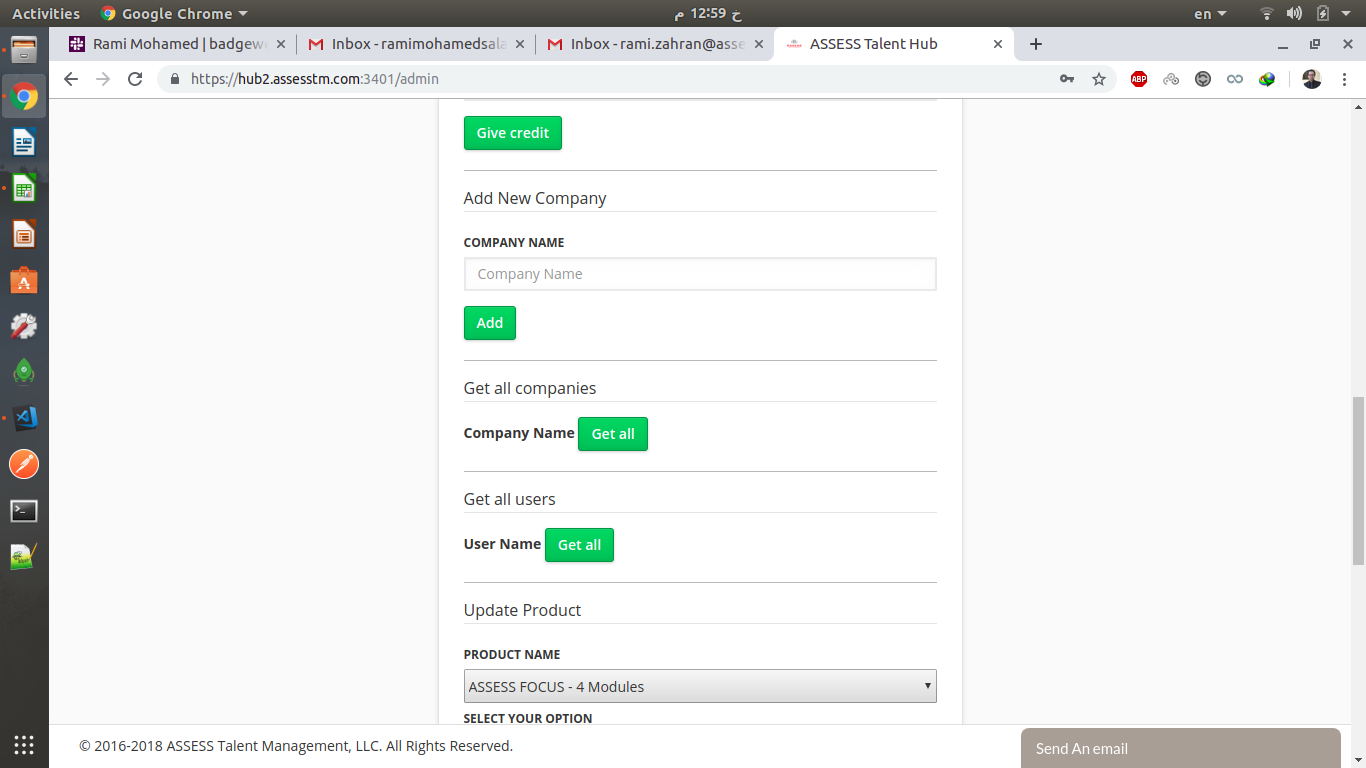 Activities Google Chrome خ 12:59 م en
Rami Mohamed | badgewe Inbox - ramimohamedsala Inbox - rami.zahran@asse ASSESS Talent Hub
https://hub2.assesstm.com:3401/admin ABP
Give credit
Add New Company
COMPANY NAME
Company Name
Add
Get all companies
Company Name Get all
Get all users
User Name Get all
Update Product
PRODUCT NAME
ASSESS FOCUS - 4 Modules
SELECT YOUR OPTION
© 2016-2018 ASSESS Talent Management, LLC. All Rights Reserved.
Send An email